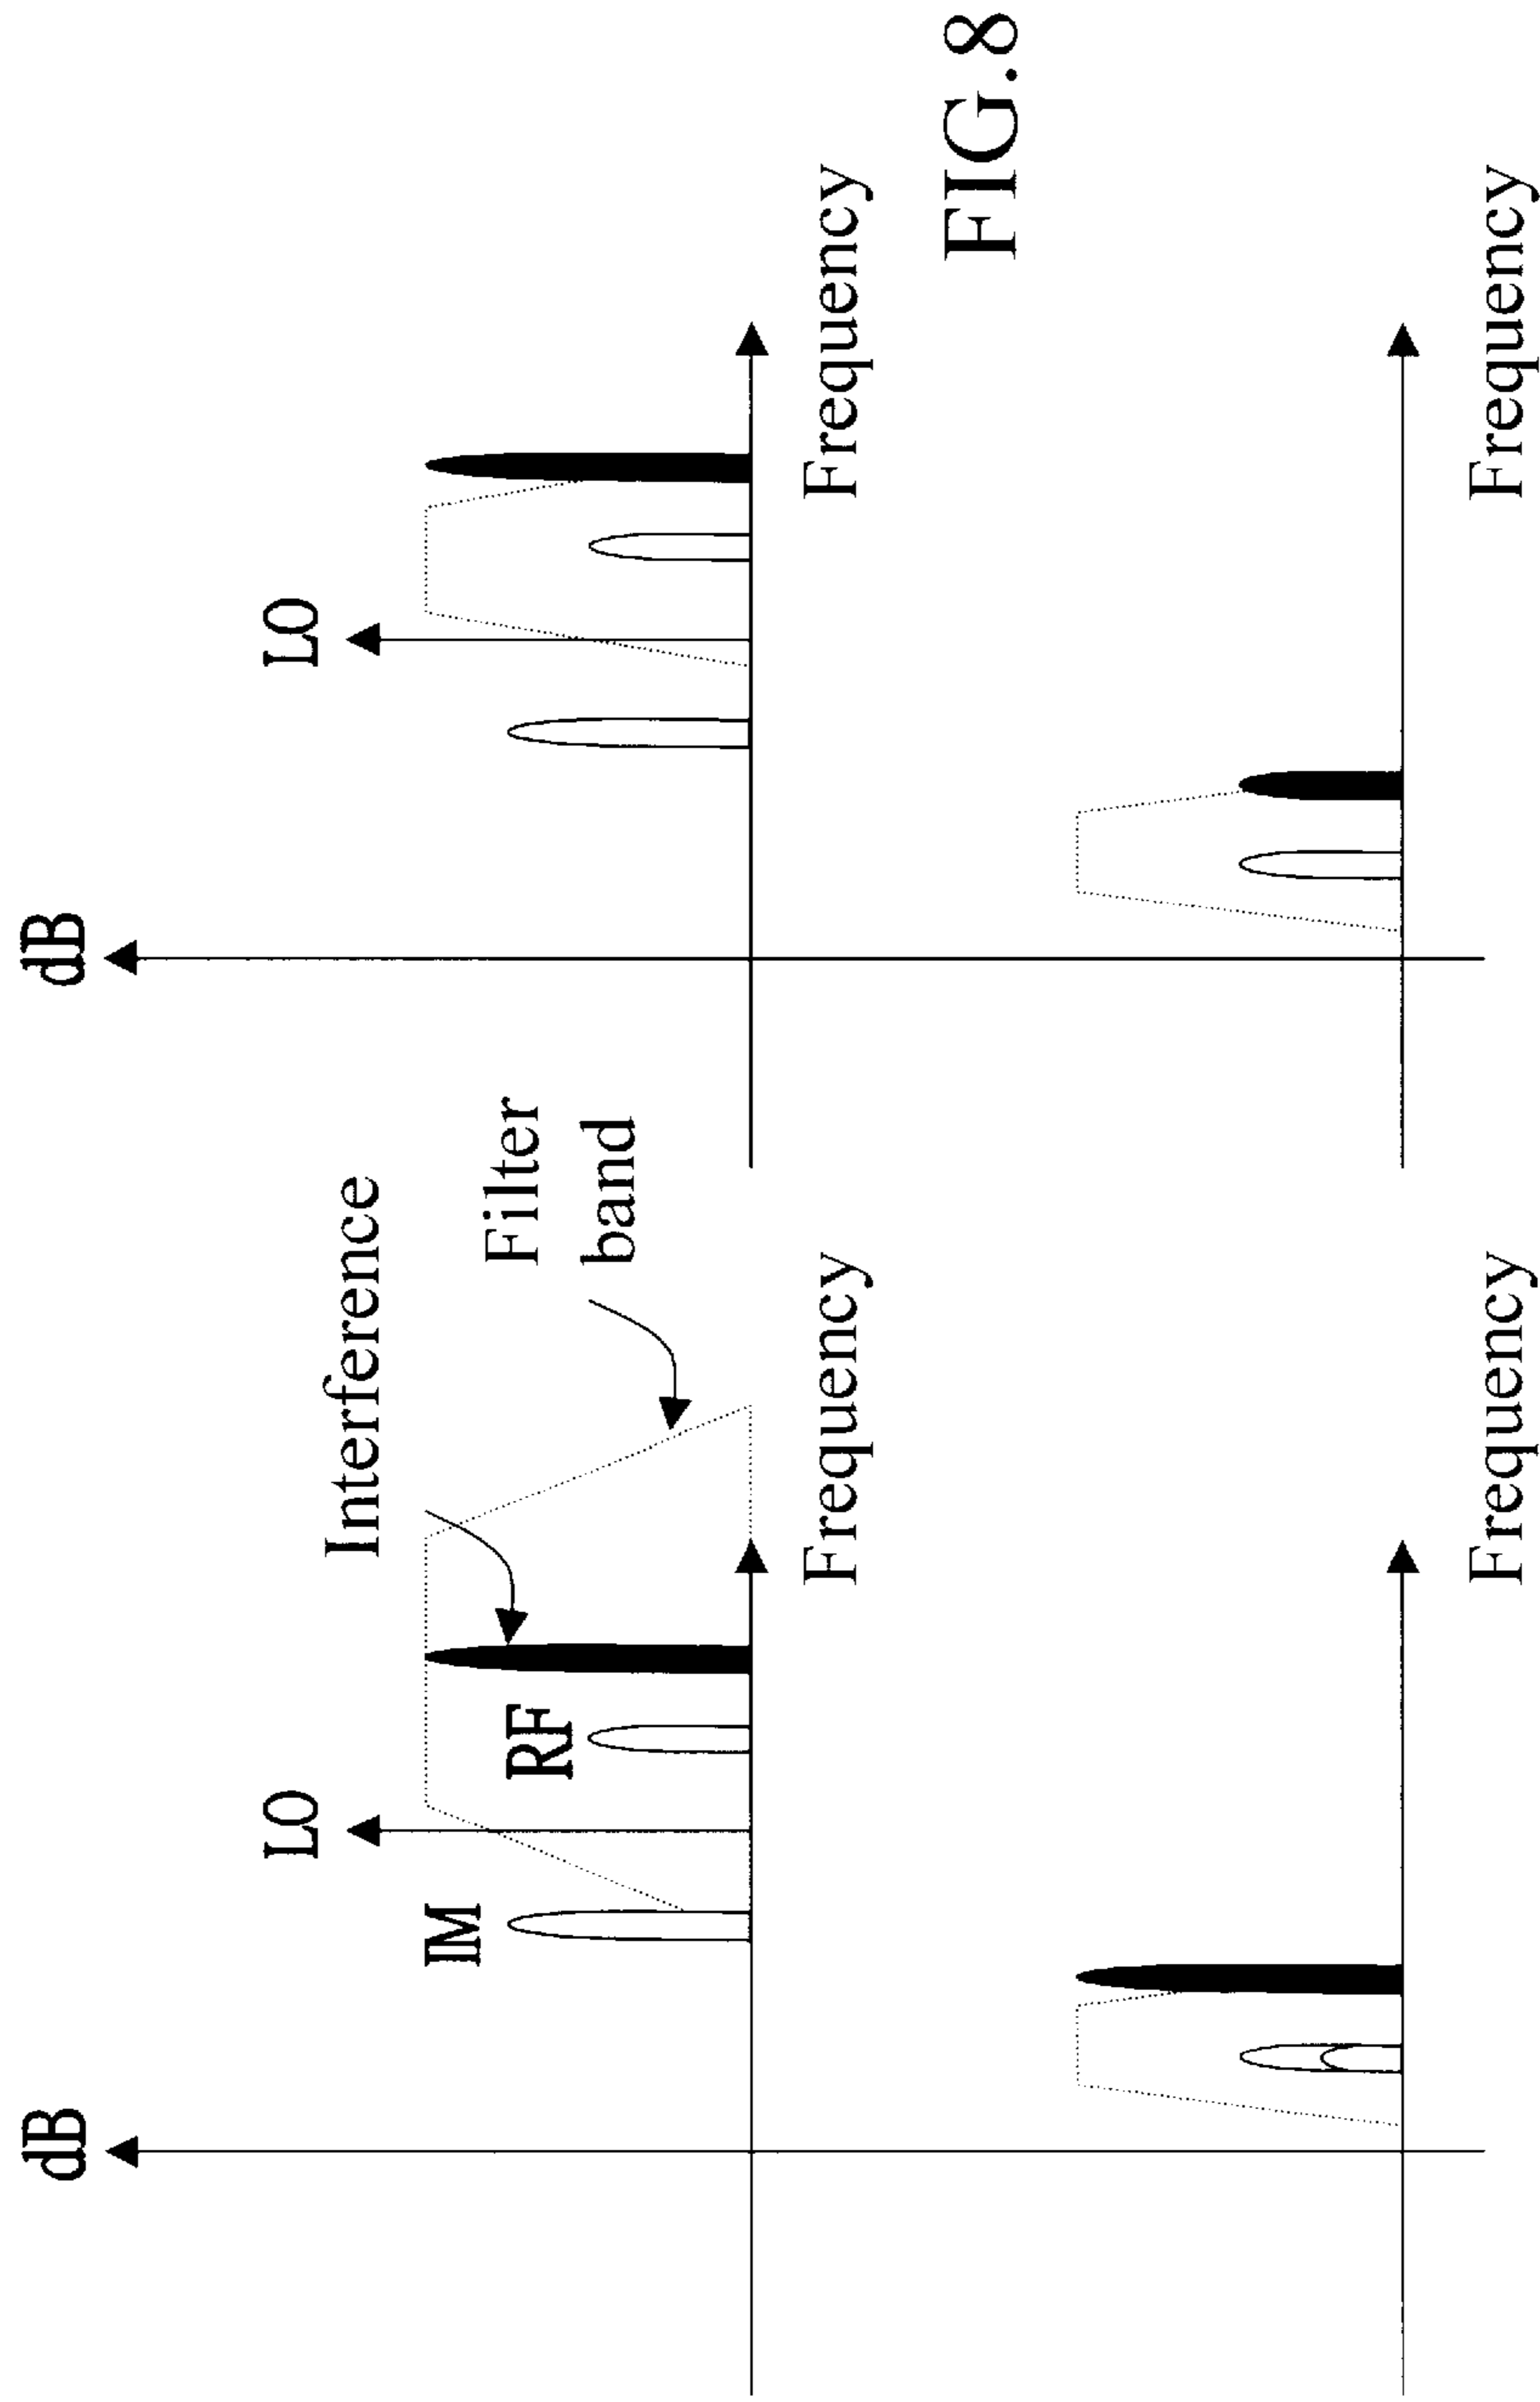 dB
LO
Interference
IM
RF
Filter
band
Frequency
Frequency
dB
LO
Frequency
Frequency
FIG.8